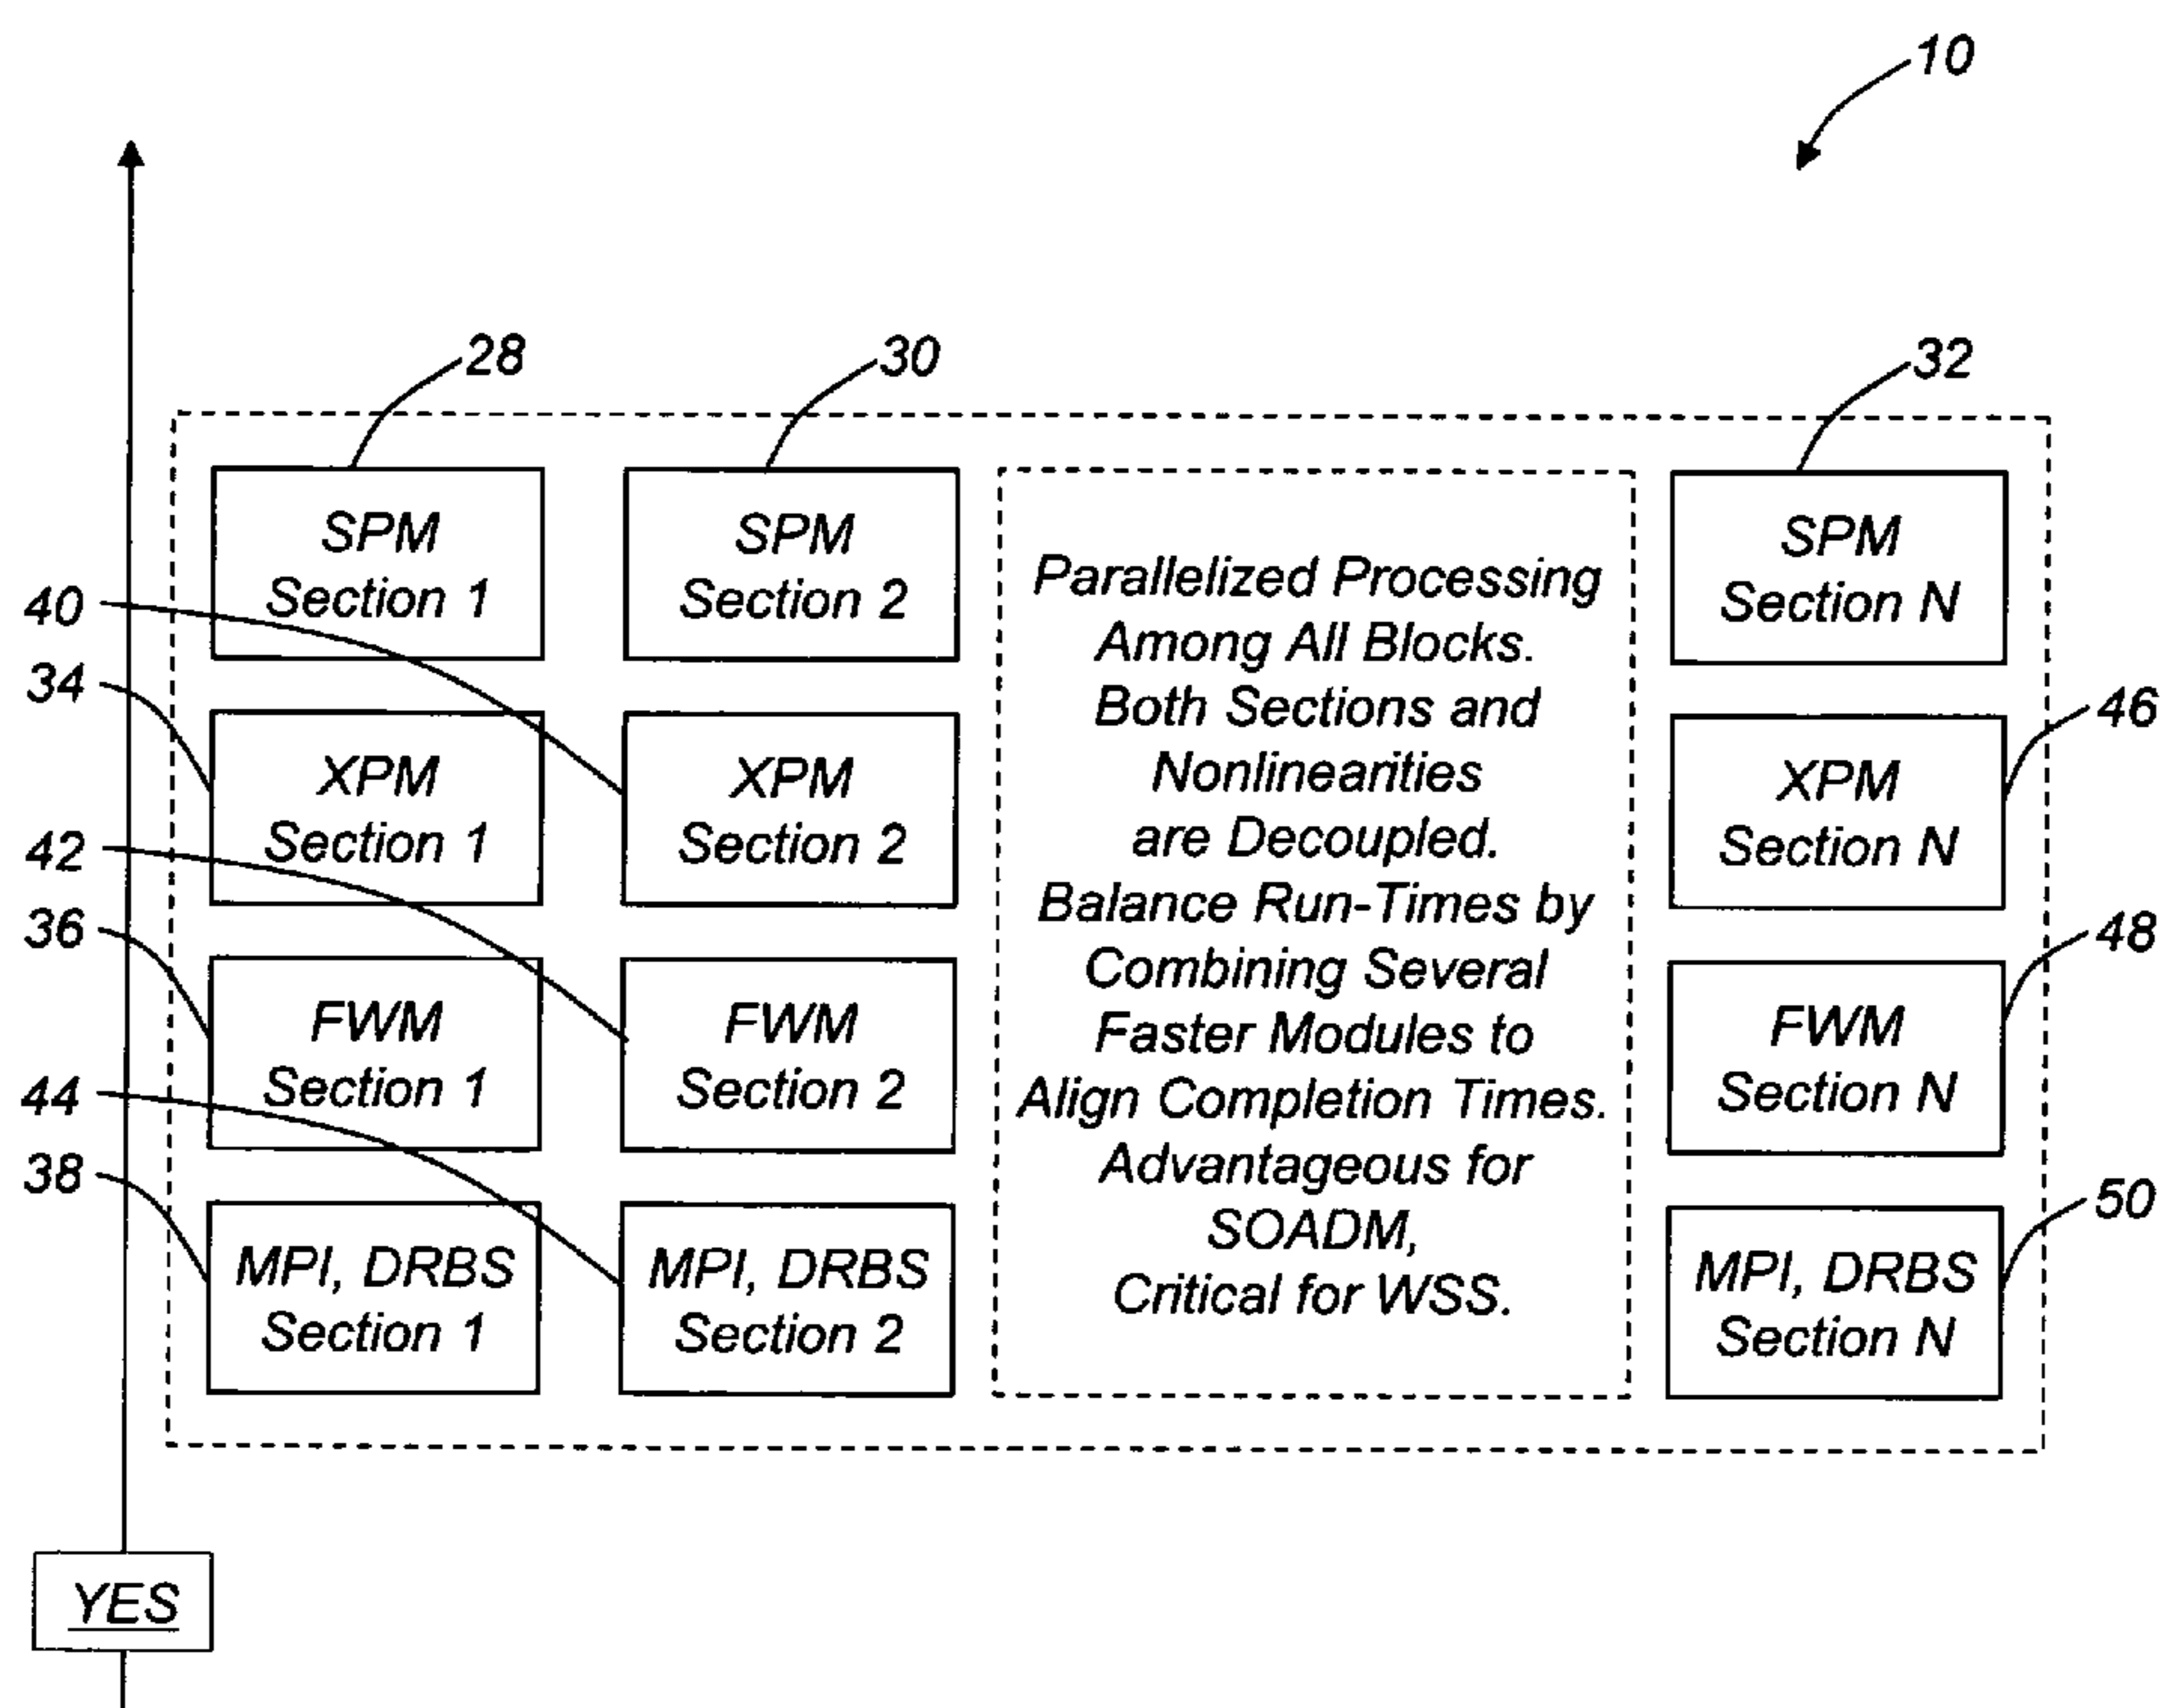 10
28
30
32
SPM
Section 1
SPM
Section 2
SPM
Section N
40
34
XPM
Section 1
XPM
Section 2
XPM
Section N
46
42
36
FWM
Section 1
FWM
Section 2
FWM
Section N
48
44
38
MPI, DRBS
Section 1
MPI, DRBS
Section 2
MPI, DRBS
Section N
50
Parallelized Processing
Among All Blocks.
Both Sections and
Nonlinearities
are Decoupled.
Balance Run-Times by
Combining Several
Faster Modules to
Align Completion Times.
Advantageous for
SOADM,
Critical for WSS.
YES